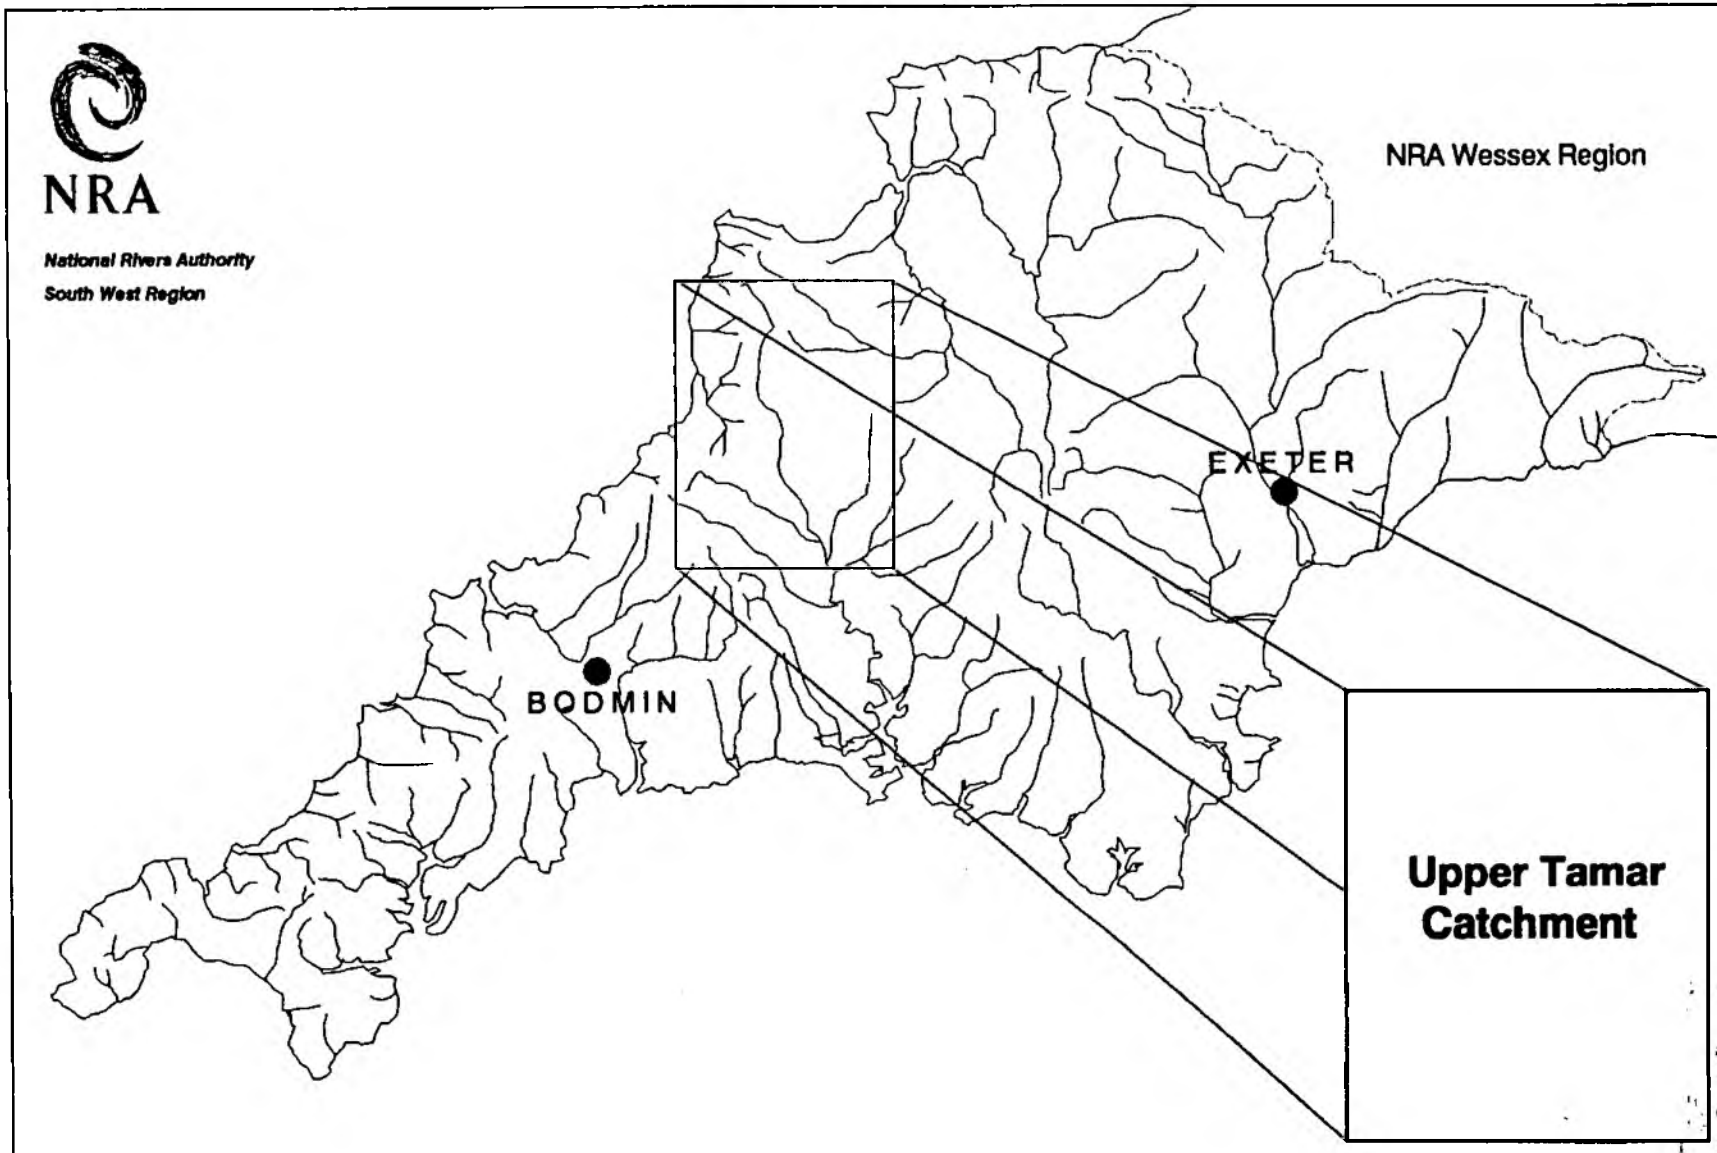 NRA
National Rivers Authority
South West Region
NRA Wessex Region
EXETER
BODMIN
Upper Tamar
Catchment